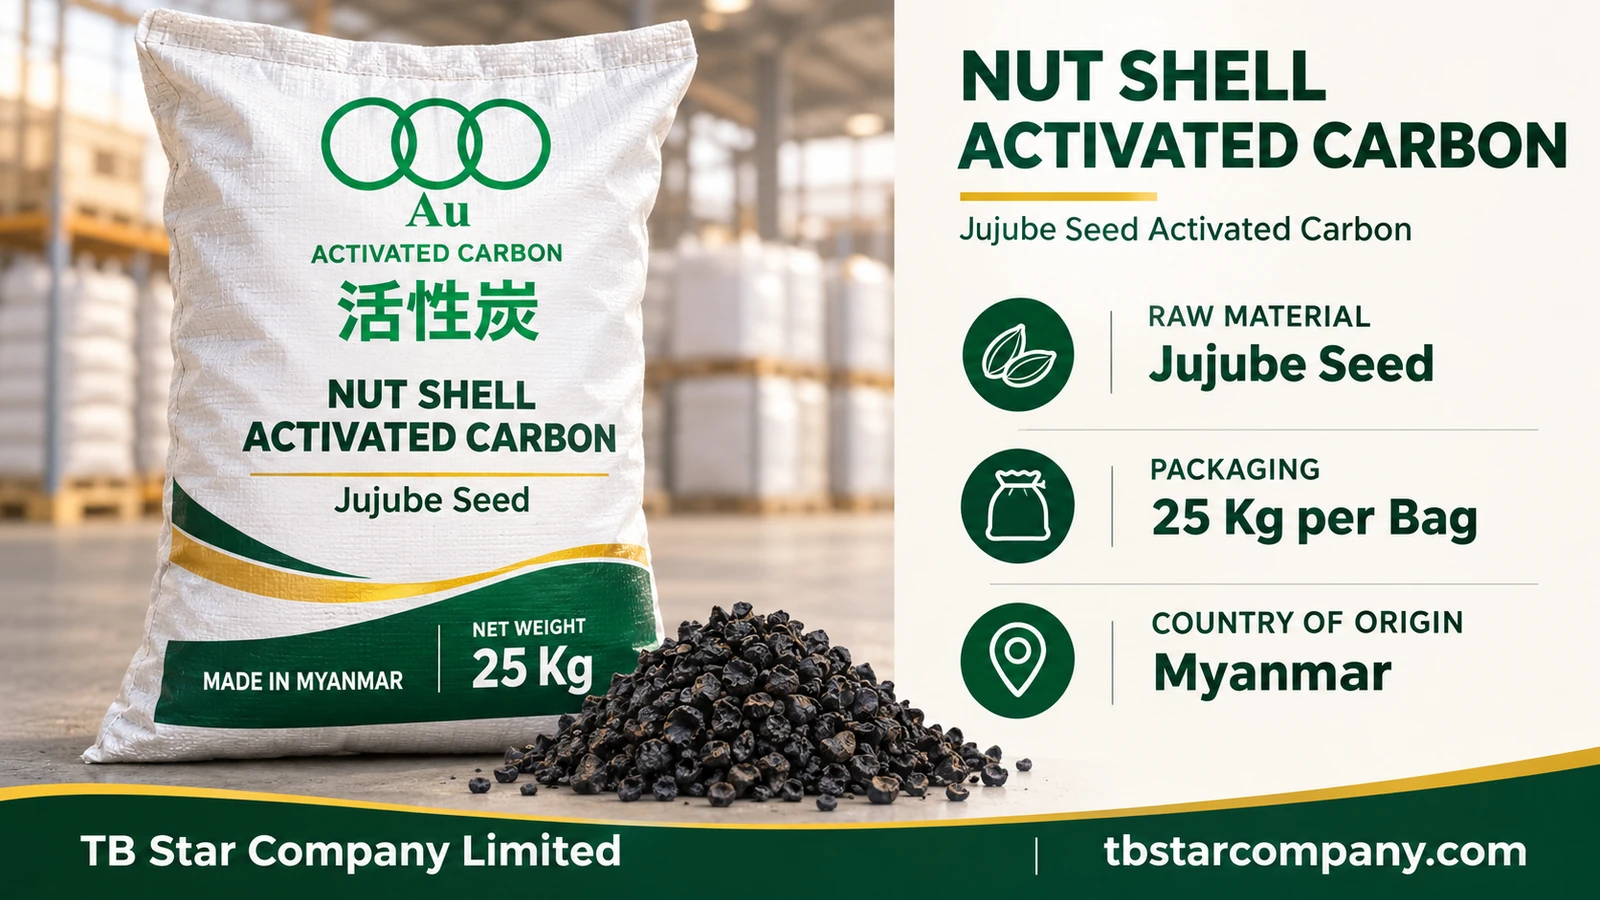 Au
ACTIVATED CARBON
活性炭
NUT SHELL
ACTIVATED CARBON
Jujube Seed
MADE IN MYANMAR
NET WEIGHT
25 Kg
NUT SHELL
ACTIVATED CARBON
Jujube Seed Activated Carbon
RAW MATERIAL
Jujube Seed
PACKAGING
25 Kg per Bag
COUNTRY OF ORIGIN
Myanmar
TB Star Company Limited
tbstarcompany.com